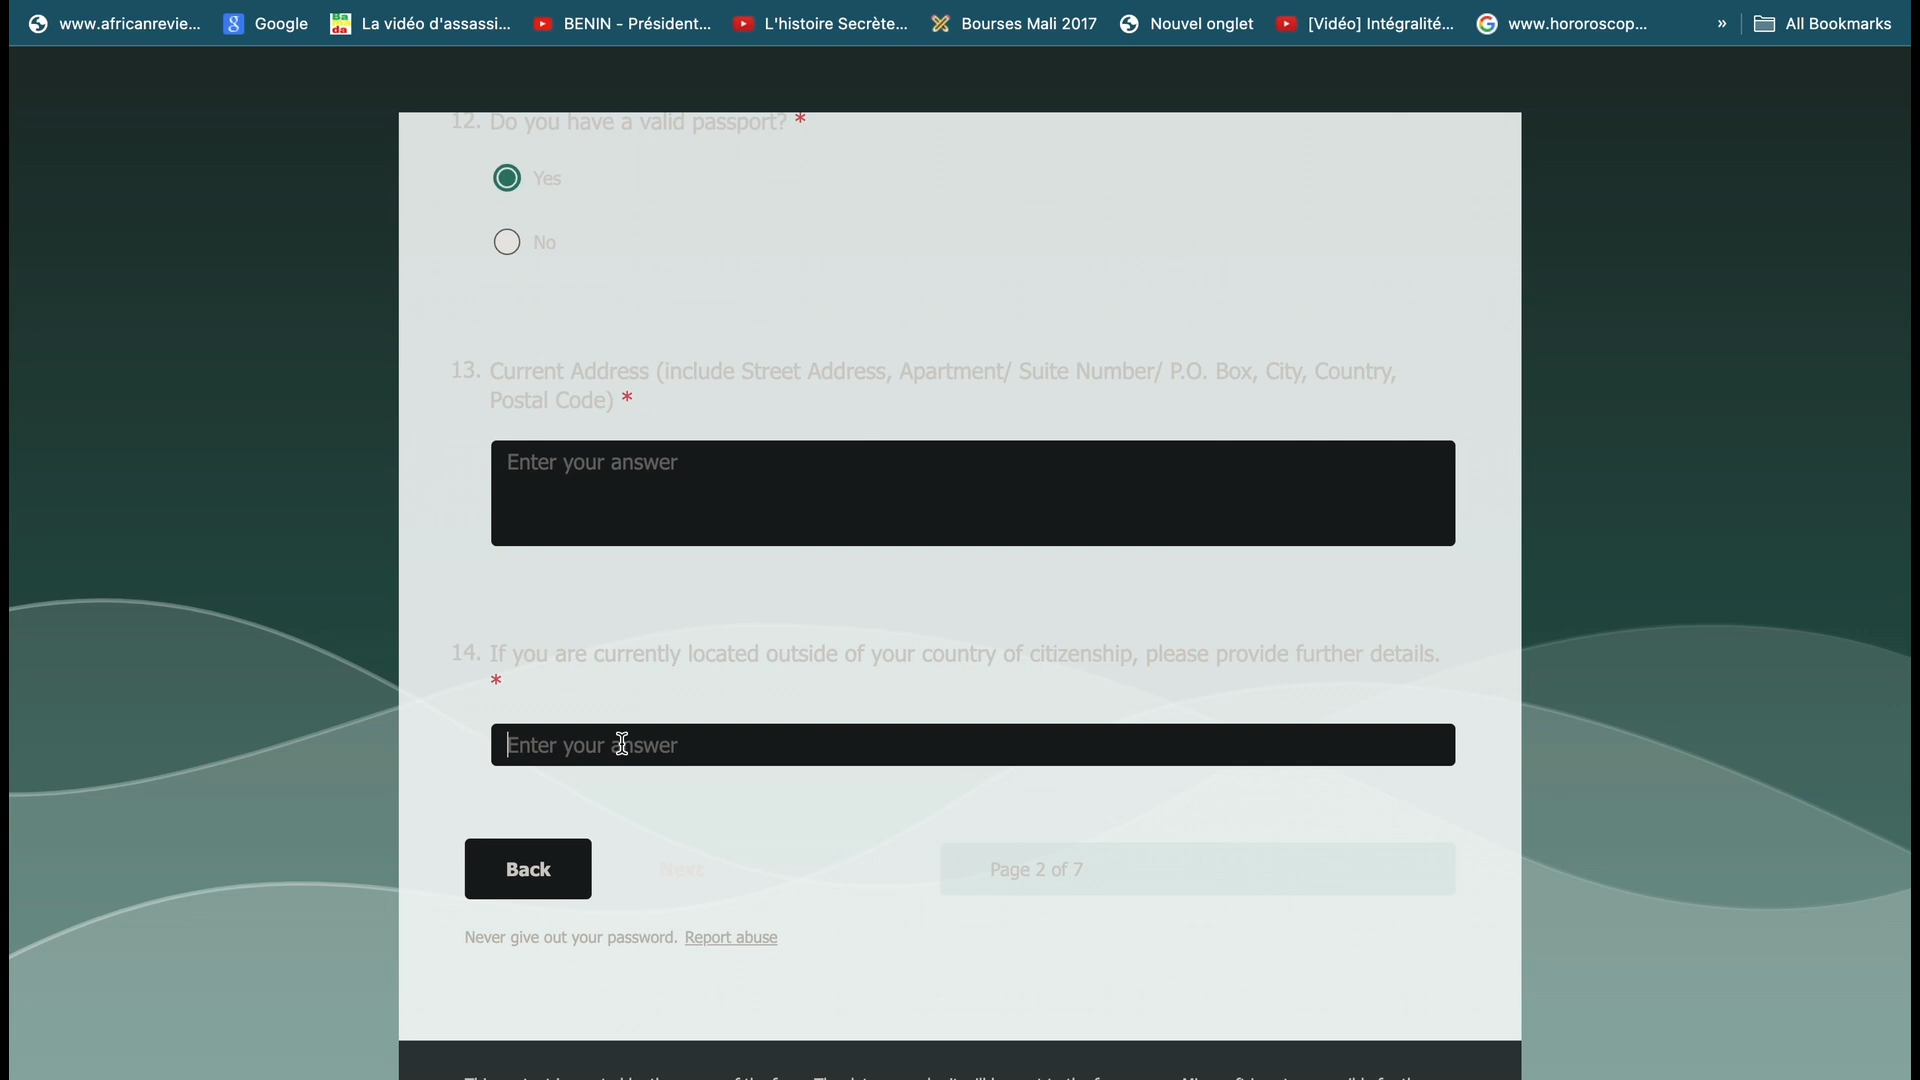 www.africanrevie... Google La vidéo d'assassi... BENIN - Président... L'histoire Secrète... Bourses Mali 2017 Nouvel onglet [Vidéo] Intégralité... www.hororoscop... » All Bookmarks
12. Do you have a valid passport? *
Yes
No
13. Current Address (include Street Address, Apartment/ Suite Number/ P.O. Box, City, Country,
Postal Code) *
Enter your answer
14. If you are currently located outside of your country of citizenship, please provide further details.
*
Enter your answer
Back Next Page 2 of 7
Never give out your password. Report abuse